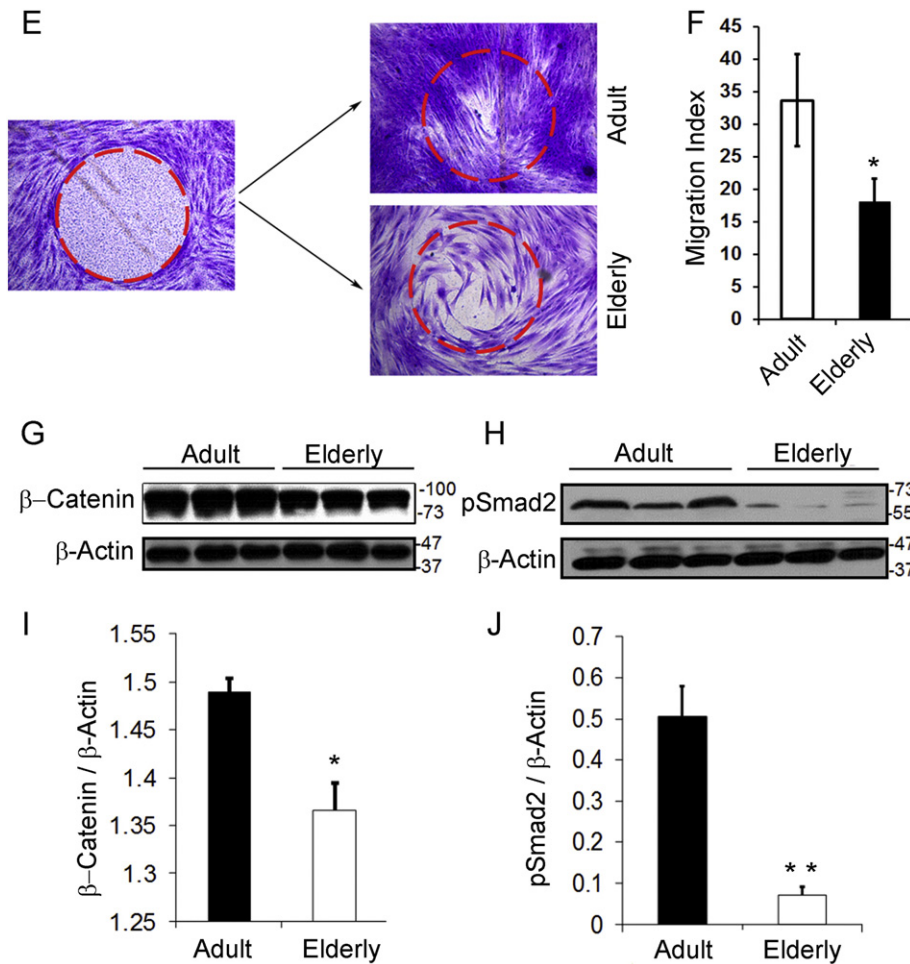 E
Adult
Elderly
F
Migration Index
45
40
35
30
25
20
15
10
5
0
*
Adult
Elderly
G
Adult Elderly
β–Catenin
-100
-73
β-Actin
-47
-37
H
Adult Elderly
pSmad2
-73
55
β-Actin
-47
-37
I
β–Catenin / β-Actin
1.55
1.5
1.45
1.4
1.35
1.3
1.25
*
Adult Elderly
J
pSmad2 / β-Actin
0.7
0.6
0.5
0.4
0.3
0.2
0.1
0
* *
Adult Elderly